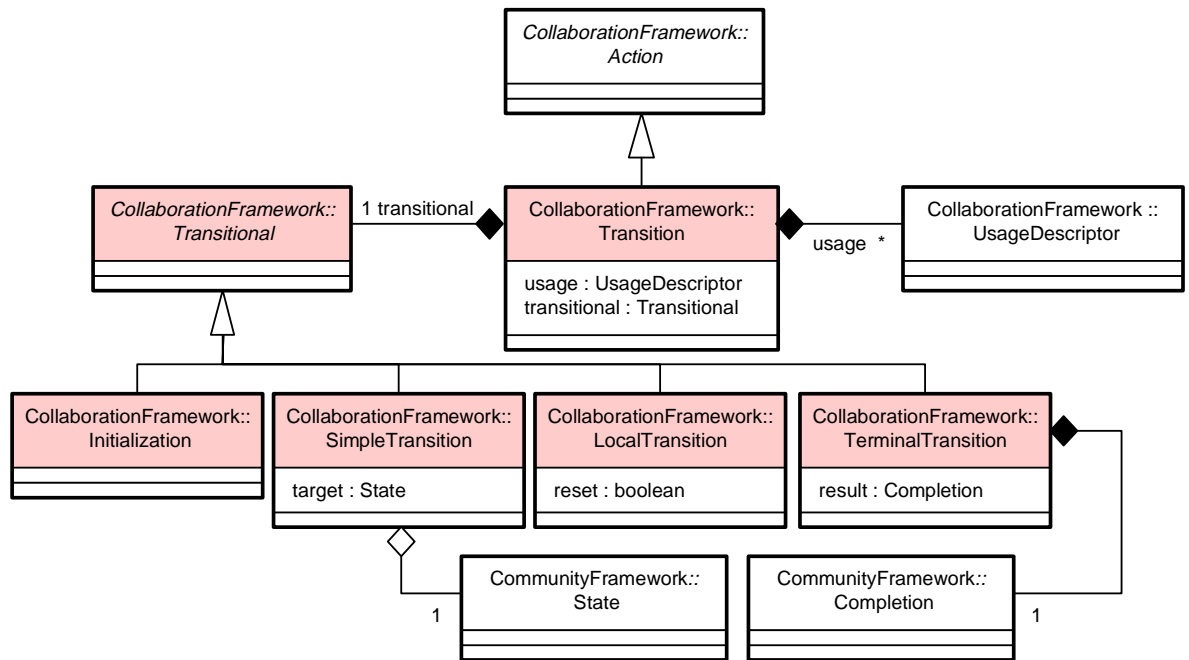 CollaborationFramework::
Action
CollaborationFramework::
Transitional
1 transitional
CollaborationFramework::
Transition
usage : UsageDescriptor
transitional : Transitional
usage *
CollaborationFramework ::
UsageDescriptor
CollaborationFramework::
Initialization
CollaborationFramework::
SimpleTransition
target : State
CollaborationFramework::
LocalTransition
reset : boolean
CollaborationFramework::
TerminalTransition
result : Completion
1
CommunityFramework::
State
CommunityFramework::
Completion
1